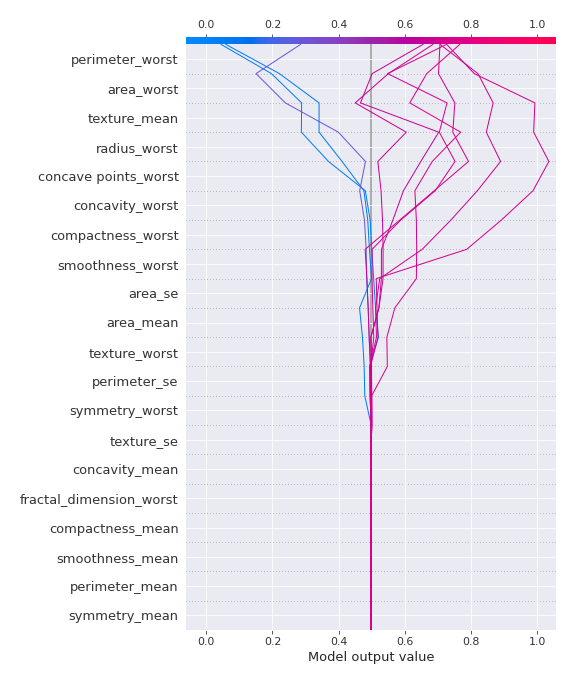 0.0 0.2 0.4 0.6 0.8 1.0
perimeter_worst
area_worst
texture_mean
radius_worst
concave points_worst
concavity_worst
compactness_worst
smoothness_worst
area_se
area_mean
texture_worst
perimeter_se
symmetry_worst
texture_se
concavity_mean
fractal_dimension_worst
compactness_mean
smoothness_mean
perimeter_mean
symmetry_mean
0.0 0.2 0.4 0.6 0.8 1.0
Model output value